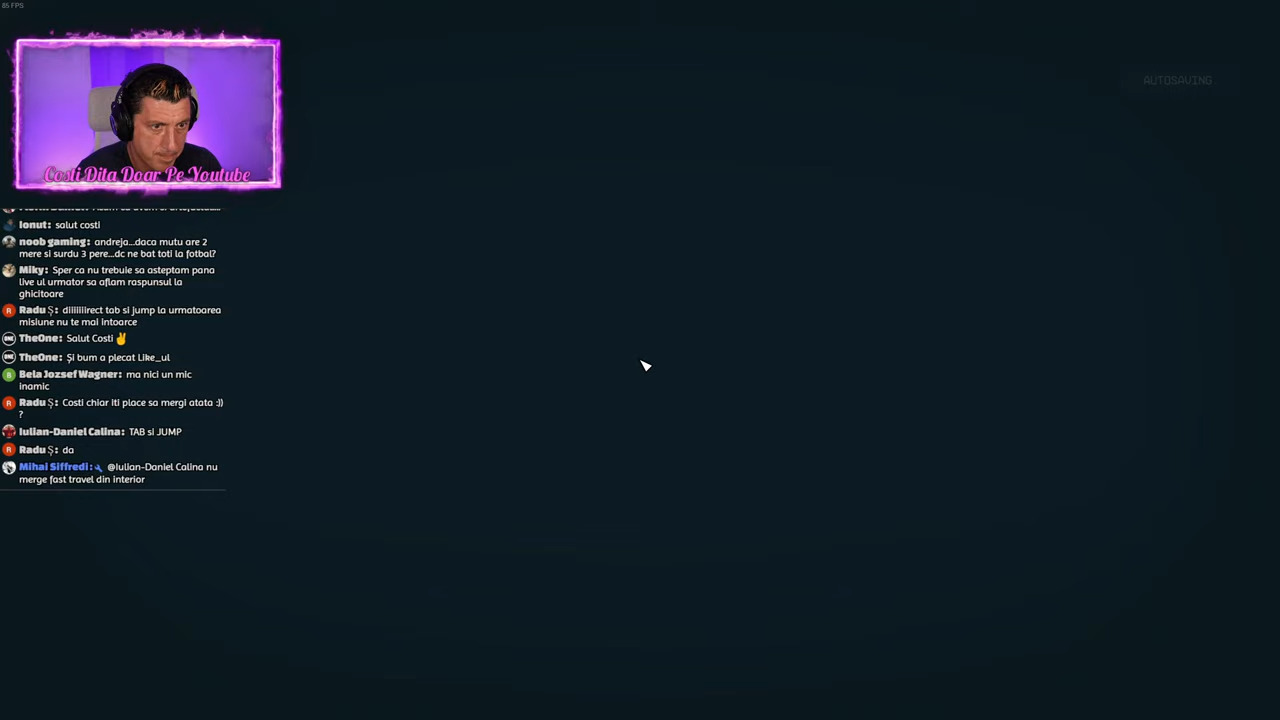 85 FPS
AUTOSAVING
Costi Dita Doar Pe Youtube
Ionut: salut costi
noob gaming: andreja...daca mutu are 2
mere si surdu 3 pere...dc ne bat toti la fotbal?
Miky: Sper ca nu trebuie sa asteptam pana
live ul urmator sa aflam raspunsul la
ghicitoare
R Radu Ș: diiiiiiirect tab si jump la urmatoarea
misiune nu te mai intoarce
ONE TheOne: Salut Costi ✌
ONE TheOne: Și bum a plecat Like_ul
B Bela Jozsef Wagner: ma nici un mic
inamic
R Radu Ș: Costi chiar iti place sa mergi atata :))
?
Iulian-Daniel Calina: TAB si JUMP
R Radu Ș: da
Mihai Siffredi: @Iulian-Daniel Calina nu
merge fast travel din interior